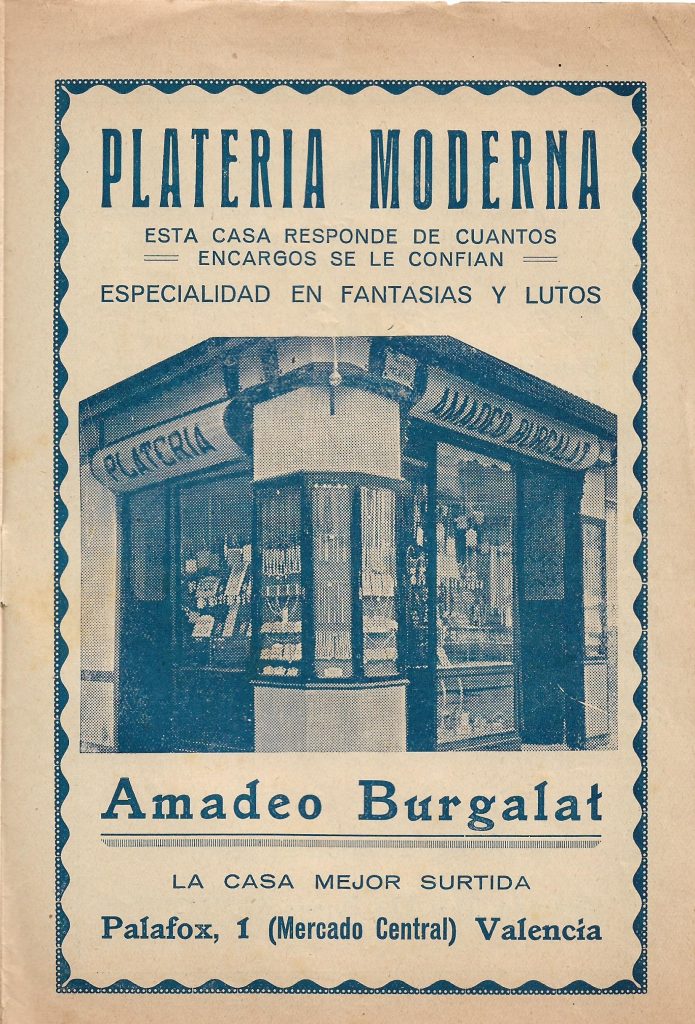 PLATERIA MODERNA
ESTA CASA RESPONDE DE CUANTOS
ENCARGOS SE LE CONFIAN
ESPECIALIDAD EN FANTASIAS Y LUTOS
PLATERIA
AMADEO BURGALAT
Amadeo Burgalat
LA CASA MEJOR SURTIDA
Palafox, 1 (Mercado Central) Valencia